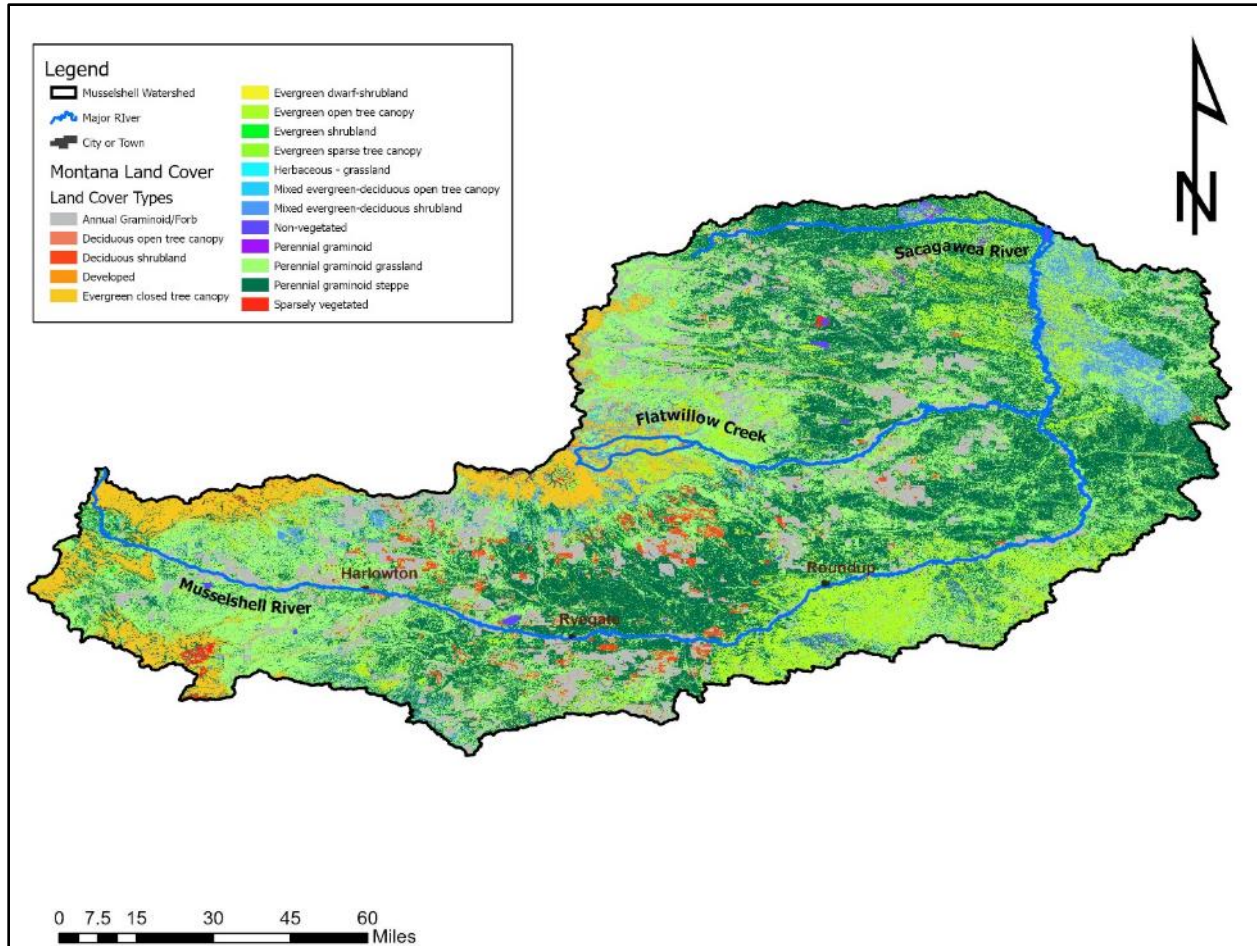 Legend
Musselshell Watershed
Major RIver
City or Town
Montana Land Cover
Land Cover Types
Annual Graminoid/Forb
Deciduous open tree canopy
Deciduous shrubland
Developed
Evergreen closed tree canopy
Evergreen dwarf-shrubland
Evergreen open tree canopy
Evergreen shrubland
Evergreen sparse tree canopy
Herbaceous - grassland
Mixed evergreen-deciduous open tree canopy
Mixed evergreen-deciduous shrubland
Non-vegetated
Perennial graminoid
Perennial graminoid grassland
Perennial graminoid steppe
Sparsely vegetated
N
Sacagawea River
Flatwillow Creek
Harlowton
Roundup
Musselshell River
Ryegate
0 7.5 15 30 45 60
Miles